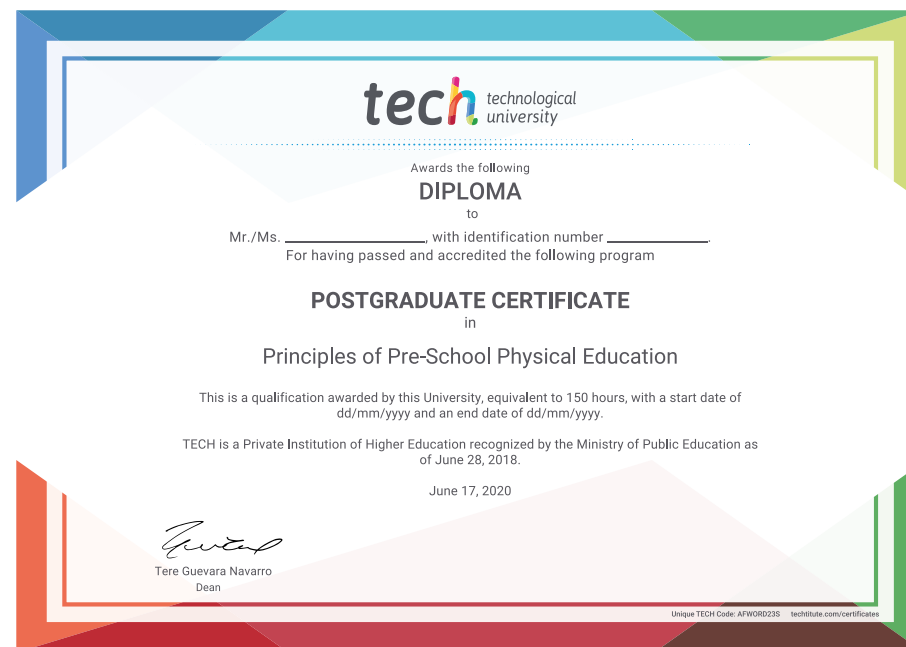 tech technological
university
Awards the following
DIPLOMA
to
Mr./Ms. ____________________, with identification number ______________.
For having passed and accredited the following program
POSTGRADUATE CERTIFICATE
in
Principles of Pre-School Physical Education
This is a qualification awarded by this University, equivalent to 150 hours, with a start date of
dd/mm/yyyy and an end date of dd/mm/yyyy.
TECH is a Private Institution of Higher Education recognized by the Ministry of Public Education as
of June 28, 2018.
June 17, 2020
Tere Guevara Navarro
Dean
Unique TECH Code: AFWORD23S techtitute.com/certificates